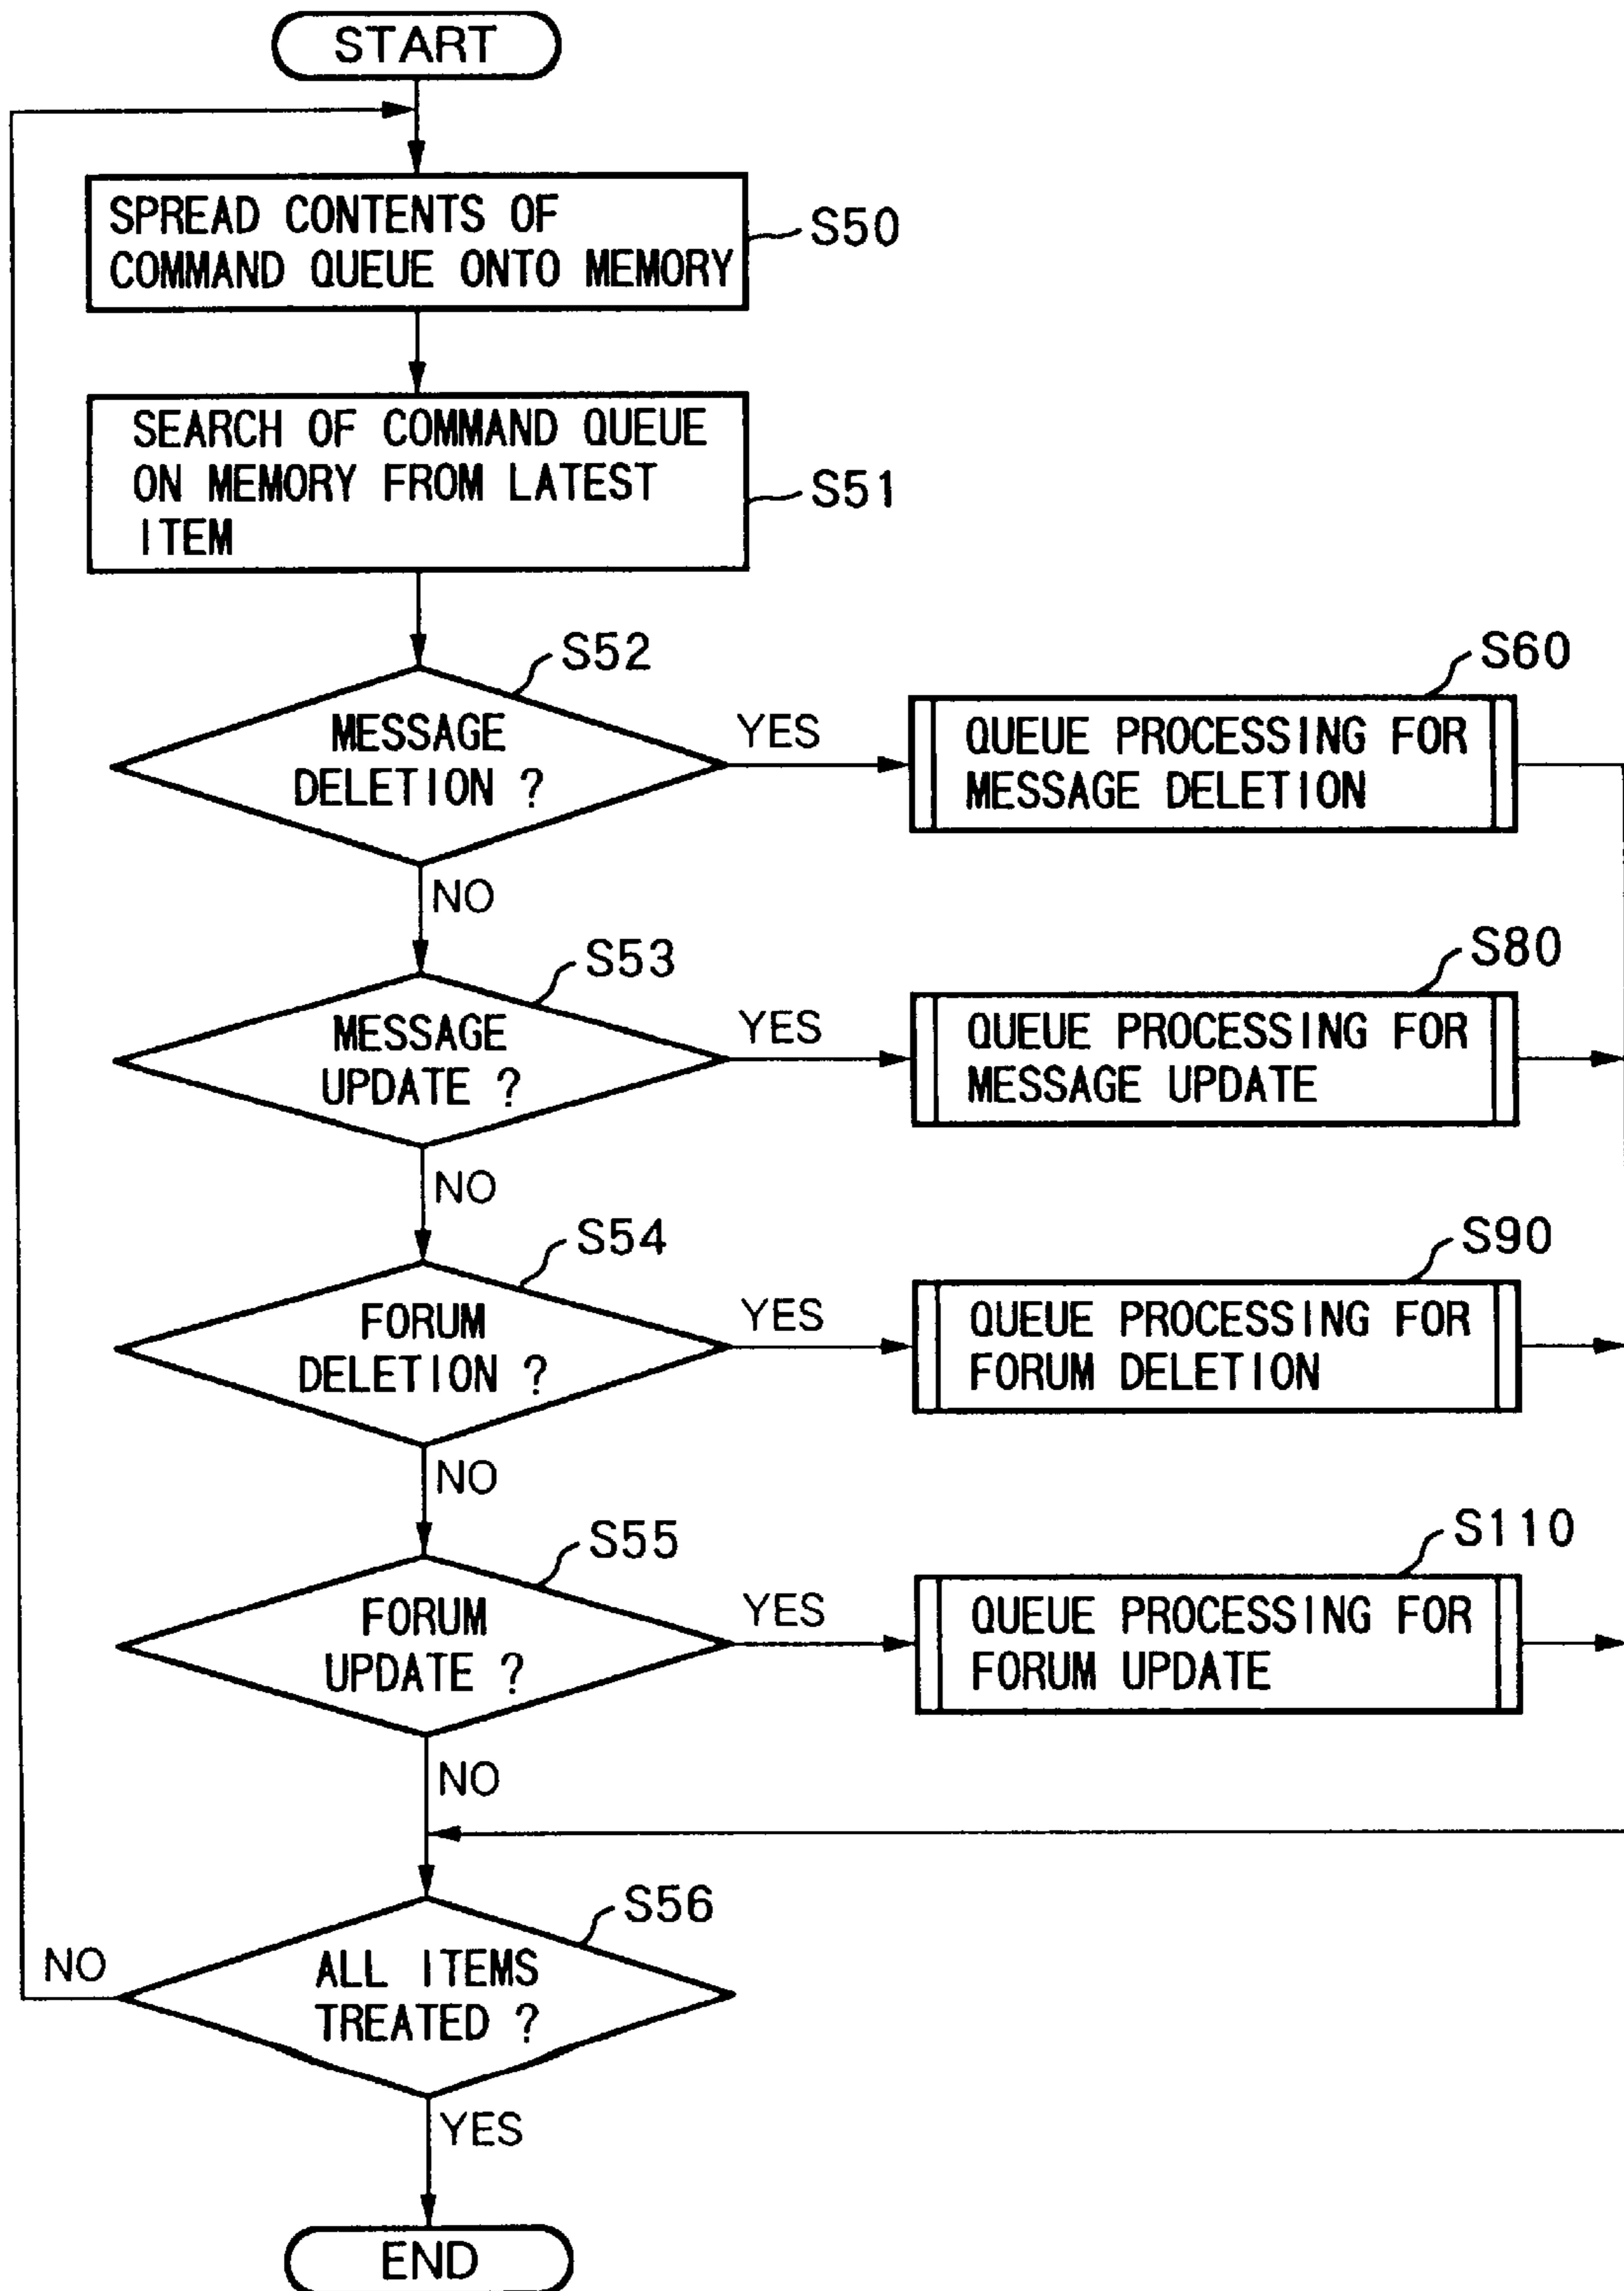 START
SPREAD CONTENTS OF
COMMAND QUEUE ONTO MEMORY
S50
SEARCH OF COMMAND QUEUE
ON MEMORY FROM LATEST
ITEM
S51
S52
MESSAGE
DELETION ?
YES
NO
S60
QUEUE PROCESSING FOR
MESSAGE DELETION
S53
MESSAGE
UPDATE ?
YES
NO
S80
QUEUE PROCESSING FOR
MESSAGE UPDATE
S54
FORUM
DELETION ?
YES
NO
S90
QUEUE PROCESSING FOR
FORUM DELETION
S55
FORUM
UPDATE ?
YES
NO
S110
QUEUE PROCESSING FOR
FORUM UPDATE
S56
ALL ITEMS
TREATED ?
NO
YES
END